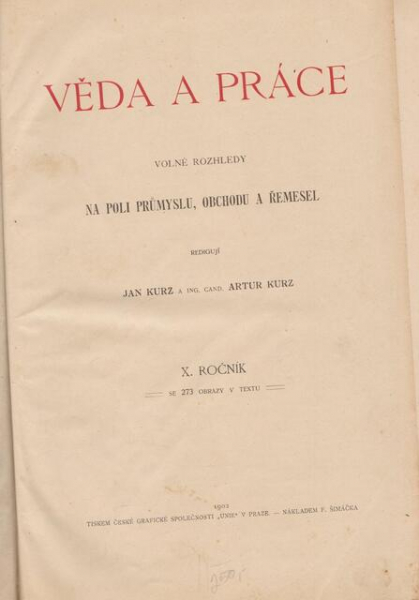 VĚDA A PRÁCE
VOLNÉ ROZHLEDY
NA POLI PRŮMYSLU, OBCHODU A ŘEMESEL
REDIGUJÍ
JAN KURZ A ING. CAND. ARTUR KURZ
X. ROČNÍK
SE 273 OBRAZY V TEXTU
1902
TISKEM ČESKÉ GRAFICKÉ SPOLEČNOSTI „UNIE“ V PRAZE. — NÁKLADEM F. ŠIMÁČKA